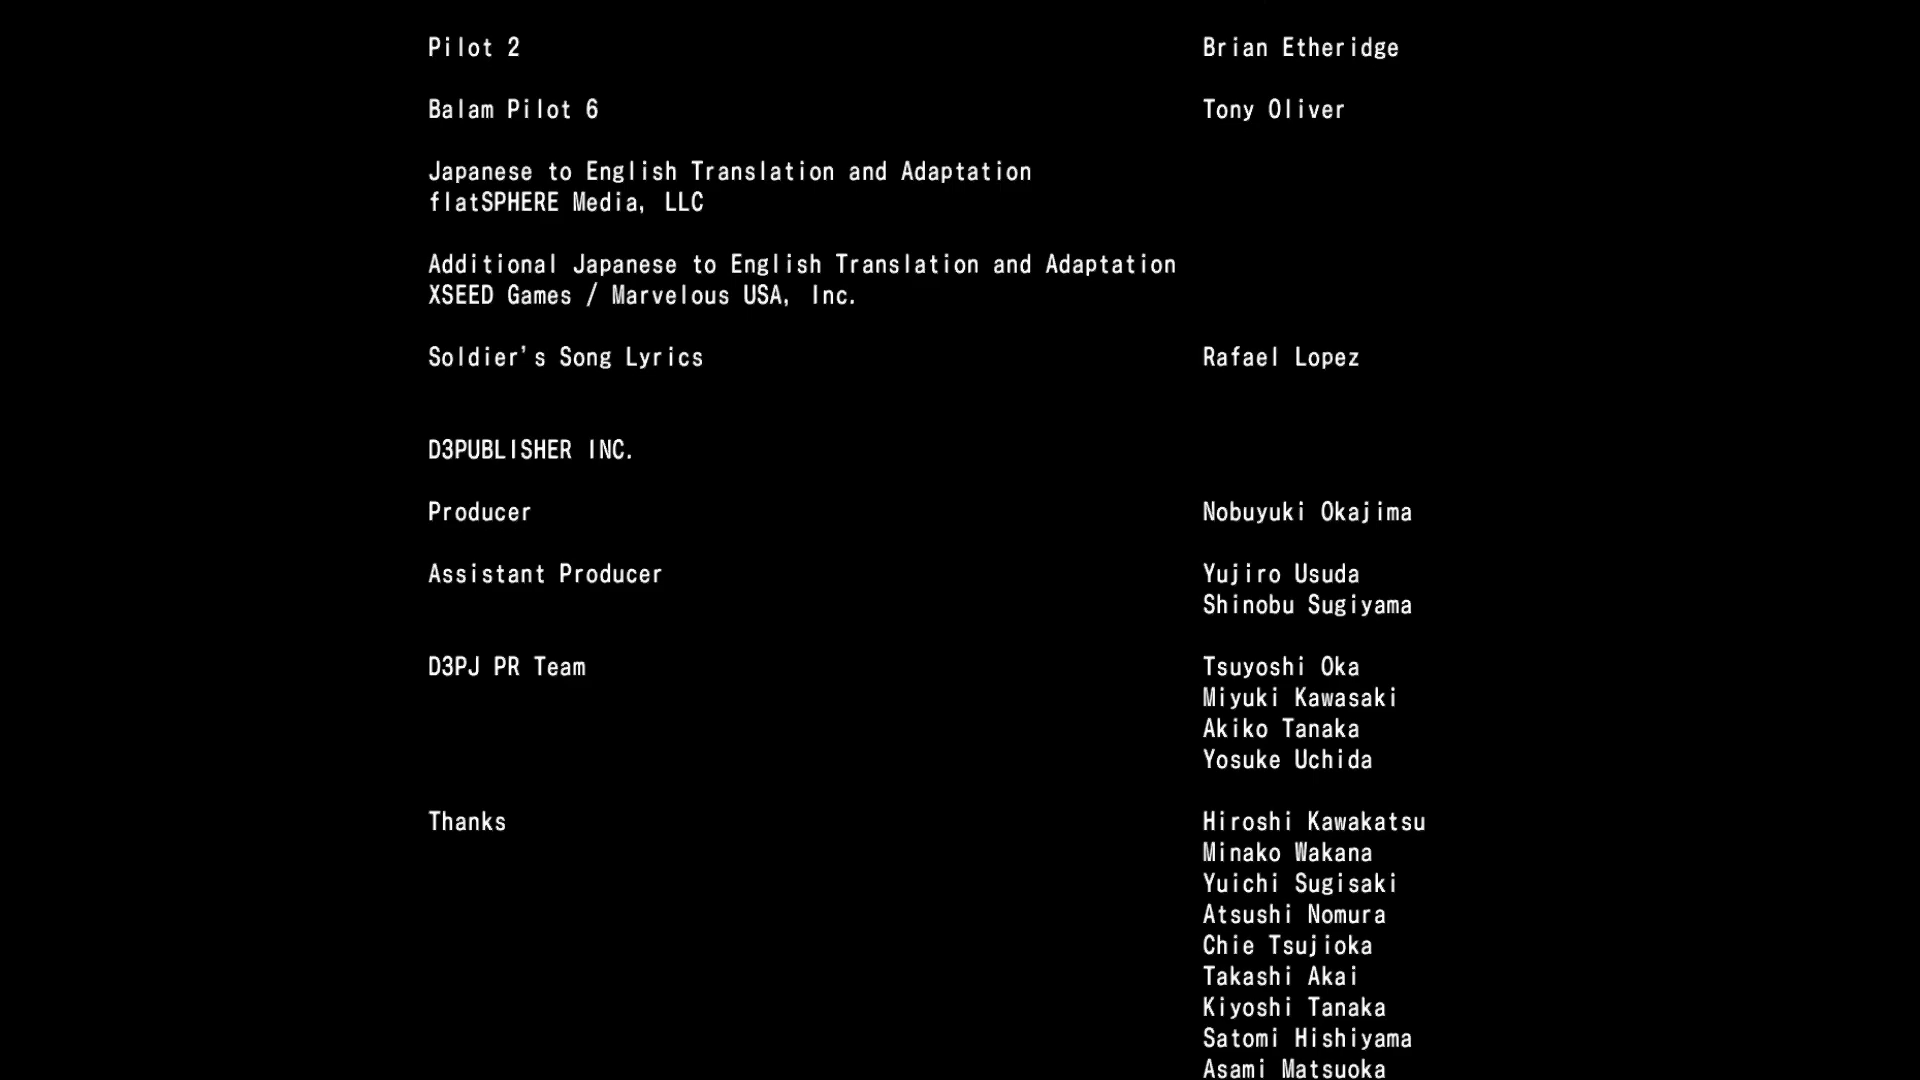 Pilot 2 Brian Etheridge
Balam Pilot 6 Tony Oliver
Japanese to English Translation and Adaptation
flatSPHERE Media, LLC
Additional Japanese to English Translation and Adaptation
XSEED Games / Marvelous USA, Inc.
Soldier's Song Lyrics Rafael Lopez
D3PUBLISHER INC.
Producer Nobuyuki Okajima
Assistant Producer Yujiro Usuda
Shinobu Sugiyama
D3PJ PR Team Tsuyoshi Oka
Miyuki Kawasaki
Akiko Tanaka
Yosuke Uchida
Thanks Hiroshi Kawakatsu
Minako Wakana
Yuichi Sugisaki
Atsushi Nomura
Chie Tsujioka
Takashi Akai
Kiyoshi Tanaka
Satomi Hishiyama
Asami Matsuoka